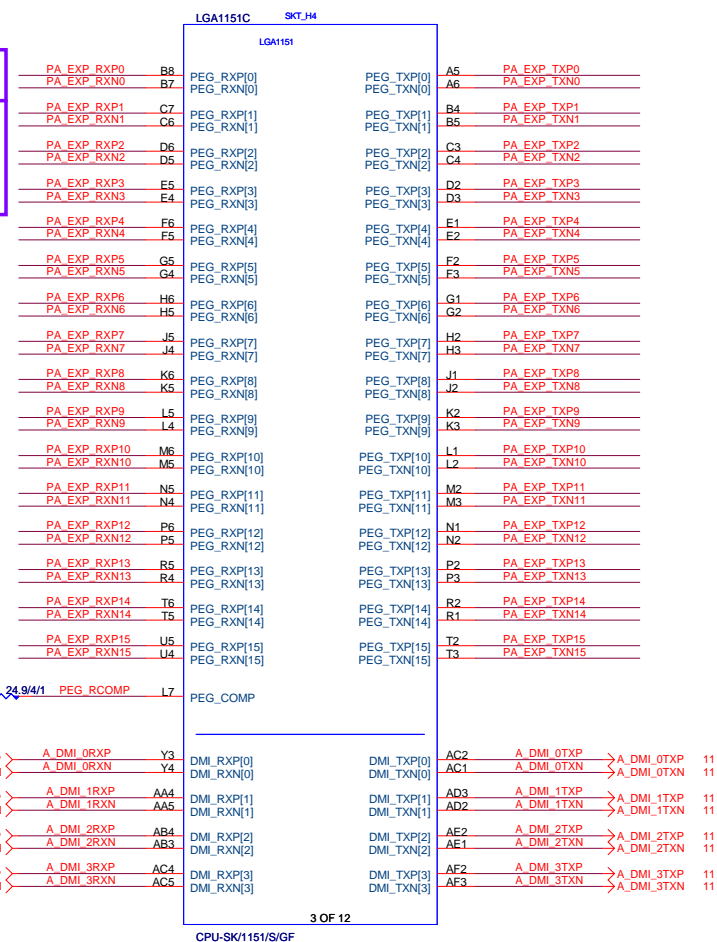 LGA1151C SKT_H4
LGA1151
PA_EXP_RXP0 B8 PEG_RXP[0] PEG_TXP[0] A5 PA_EXP_TXP0
PA_EXP_RXN0 B7 PEG_RXN[0] PEG_TXN[0] A6 PA_EXP_TXN0
PA_EXP_RXP1 C7 PEG_RXP[1] PEG_TXP[1] B4 PA_EXP_TXP1
PA_EXP_RXN1 C6 PEG_RXN[1] PEG_TXN[1] B5 PA_EXP_TXN1
PA_EXP_RXP2 D6 PEG_RXP[2] PEG_TXP[2] C3 PA_EXP_TXP2
PA_EXP_RXN2 D5 PEG_RXN[2] PEG_TXN[2] C4 PA_EXP_TXN2
PA_EXP_RXP3 E5 PEG_RXP[3] PEG_TXP[3] D2 PA_EXP_TXP3
PA_EXP_RXN3 E4 PEG_RXN[3] PEG_TXN[3] D3 PA_EXP_TXN3
PA_EXP_RXP4 F6 PEG_RXP[4] PEG_TXP[4] E1 PA_EXP_TXP4
PA_EXP_RXN4 F5 PEG_RXN[4] PEG_TXN[4] E2 PA_EXP_TXN4
PA_EXP_RXP5 G5 PEG_RXP[5] PEG_TXP[5] F2 PA_EXP_TXP5
PA_EXP_RXN5 G4 PEG_RXN[5] PEG_TXN[5] F3 PA_EXP_TXN5
PA_EXP_RXP6 H6 PEG_RXP[6] PEG_TXP[6] G1 PA_EXP_TXP6
PA_EXP_RXN6 H5 PEG_RXN[6] PEG_TXN[6] G2 PA_EXP_TXN6
PA_EXP_RXP7 J5 PEG_RXP[7] PEG_TXP[7] H2 PA_EXP_TXP7
PA_EXP_RXN7 J4 PEG_RXN[7] PEG_TXN[7] H3 PA_EXP_TXN7
PA_EXP_RXP8 K6 PEG_RXP[8] PEG_TXP[8] J1 PA_EXP_TXP8
PA_EXP_RXN8 K5 PEG_RXN[8] PEG_TXN[8] J2 PA_EXP_TXN8
PA_EXP_RXP9 L5 PEG_RXP[9] PEG_TXP[9] K2 PA_EXP_TXP9
PA_EXP_RXN9 L4 PEG_RXN[9] PEG_TXN[9] K3 PA_EXP_TXN9
PA_EXP_RXP10 M6 PEG_RXP[10] PEG_TXP[10] L1 PA_EXP_TXP10
PA_EXP_RXN10 M5 PEG_RXN[10] PEG_TXN[10] L2 PA_EXP_TXN10
PA_EXP_RXP11 N5 PEG_RXP[11] PEG_TXP[11] M2 PA_EXP_TXP11
PA_EXP_RXN11 N4 PEG_RXN[11] PEG_TXN[11] M3 PA_EXP_TXN11
PA_EXP_RXP12 P6 PEG_RXP[12] PEG_TXP[12] N1 PA_EXP_TXP12
PA_EXP_RXN12 P5 PEG_RXN[12] PEG_TXN[12] N2 PA_EXP_TXN12
PA_EXP_RXP13 R5 PEG_RXP[13] PEG_TXP[13] P2 PA_EXP_TXP13
PA_EXP_RXN13 R4 PEG_RXN[13] PEG_TXN[13] P3 PA_EXP_TXN13
PA_EXP_RXP14 T6 PEG_RXP[14] PEG_TXP[14] R2 PA_EXP_TXP14
PA_EXP_RXN14 T5 PEG_RXN[14] PEG_TXN[14] R1 PA_EXP_TXN14
PA_EXP_RXP15 U5 PEG_RXP[15] PEG_TXP[15] T2 PA_EXP_TXP15
PA_EXP_RXN15 U4 PEG_RXN[15] PEG_TXN[15] T3 PA_EXP_TXN15
24.9/4/1 PEG_RCOMP L7 PEG_COMP
A_DMI_0RXP Y3 DMI_RXP[0] DMI_TXP[0] AC2 A_DMI_0TXP A_DMI_0TXP 11
A_DMI_0RXN Y4 DMI_RXN[0] DMI_TXN[0] AC1 A_DMI_0TXN A_DMI_0TXN 11
A_DMI_1RXP AA4 DMI_RXP[1] DMI_TXP[1] AD3 A_DMI_1TXP A_DMI_1TXP 11
A_DMI_1RXN AA5 DMI_RXN[1] DMI_TXN[1] AD2 A_DMI_1TXN A_DMI_1TXN 11
A_DMI_2RXP AB4 DMI_RXP[2] DMI_TXP[2] AE2 A_DMI_2TXP A_DMI_2TXP 11
A_DMI_2RXN AB3 DMI_RXN[2] DMI_TXN[2] AE1 A_DMI_2TXN A_DMI_2TXN 11
A_DMI_3RXP AC4 DMI_RXP[3] DMI_TXP[3] AF2 A_DMI_3TXP A_DMI_3TXP 11
A_DMI_3RXN AC5 DMI_RXN[3] DMI_TXN[3] AF3 A_DMI_3TXN A_DMI_3TXN 11
3 OF 12
CPU-SK/1151/S/GF